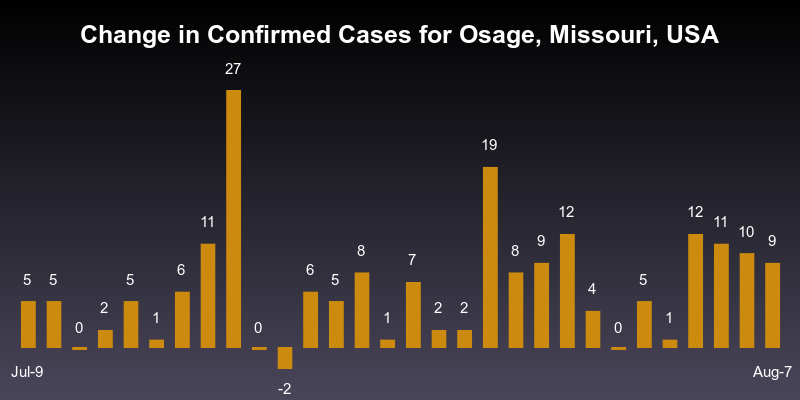 Change in Confirmed Cases for Osage, Missouri, USA
5 5 0 2 5 1 6 11 27 0 -2 6 5 8 1 7 2 2 19 8 9 12 4 0 5 1 12 11 10 9
Jul-9 Aug-7